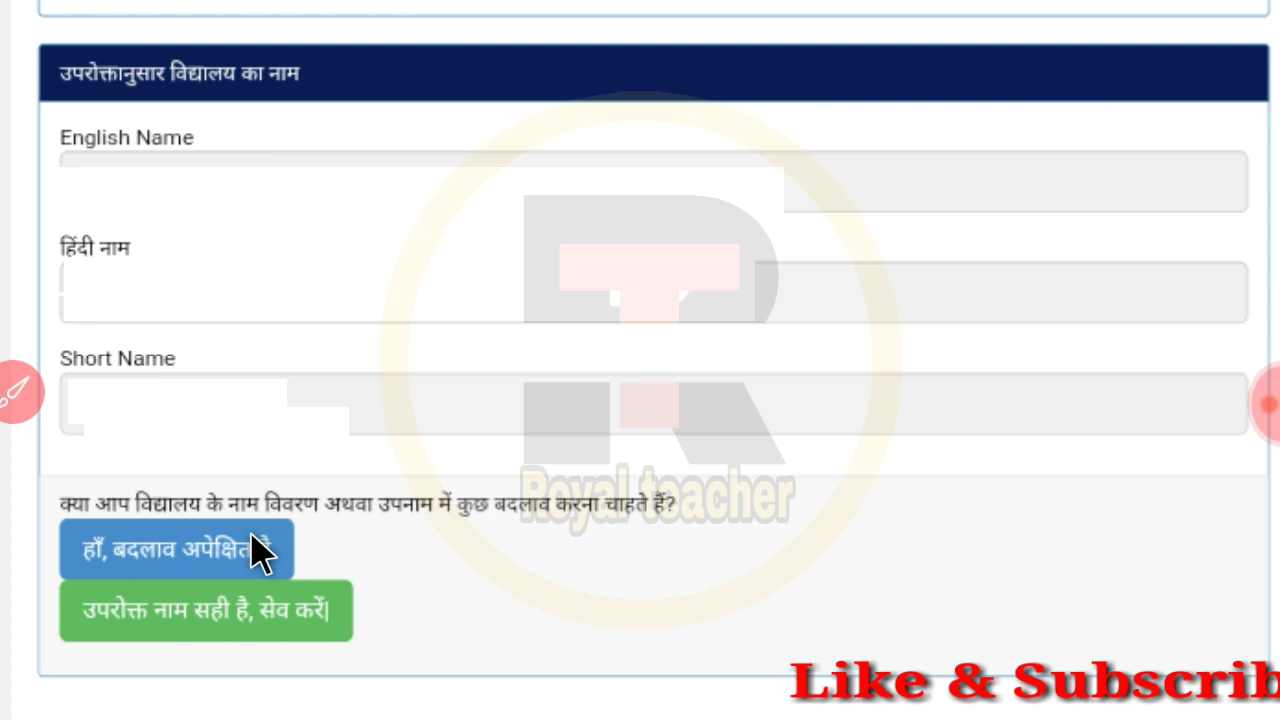 उपरोक्तानुसार विद्यालय का नाम
English Name
हिंदी नाम
Short Name
Royal teacher
क्या आप विद्यालय के नाम विवरण अथवा उपनाम में कुछ बदलाव करना चाहते हैं?
हाँ, बदलाव अपेक्षित है
उपरोक्त नाम सही है, सेव करें|
Like & Subscrib